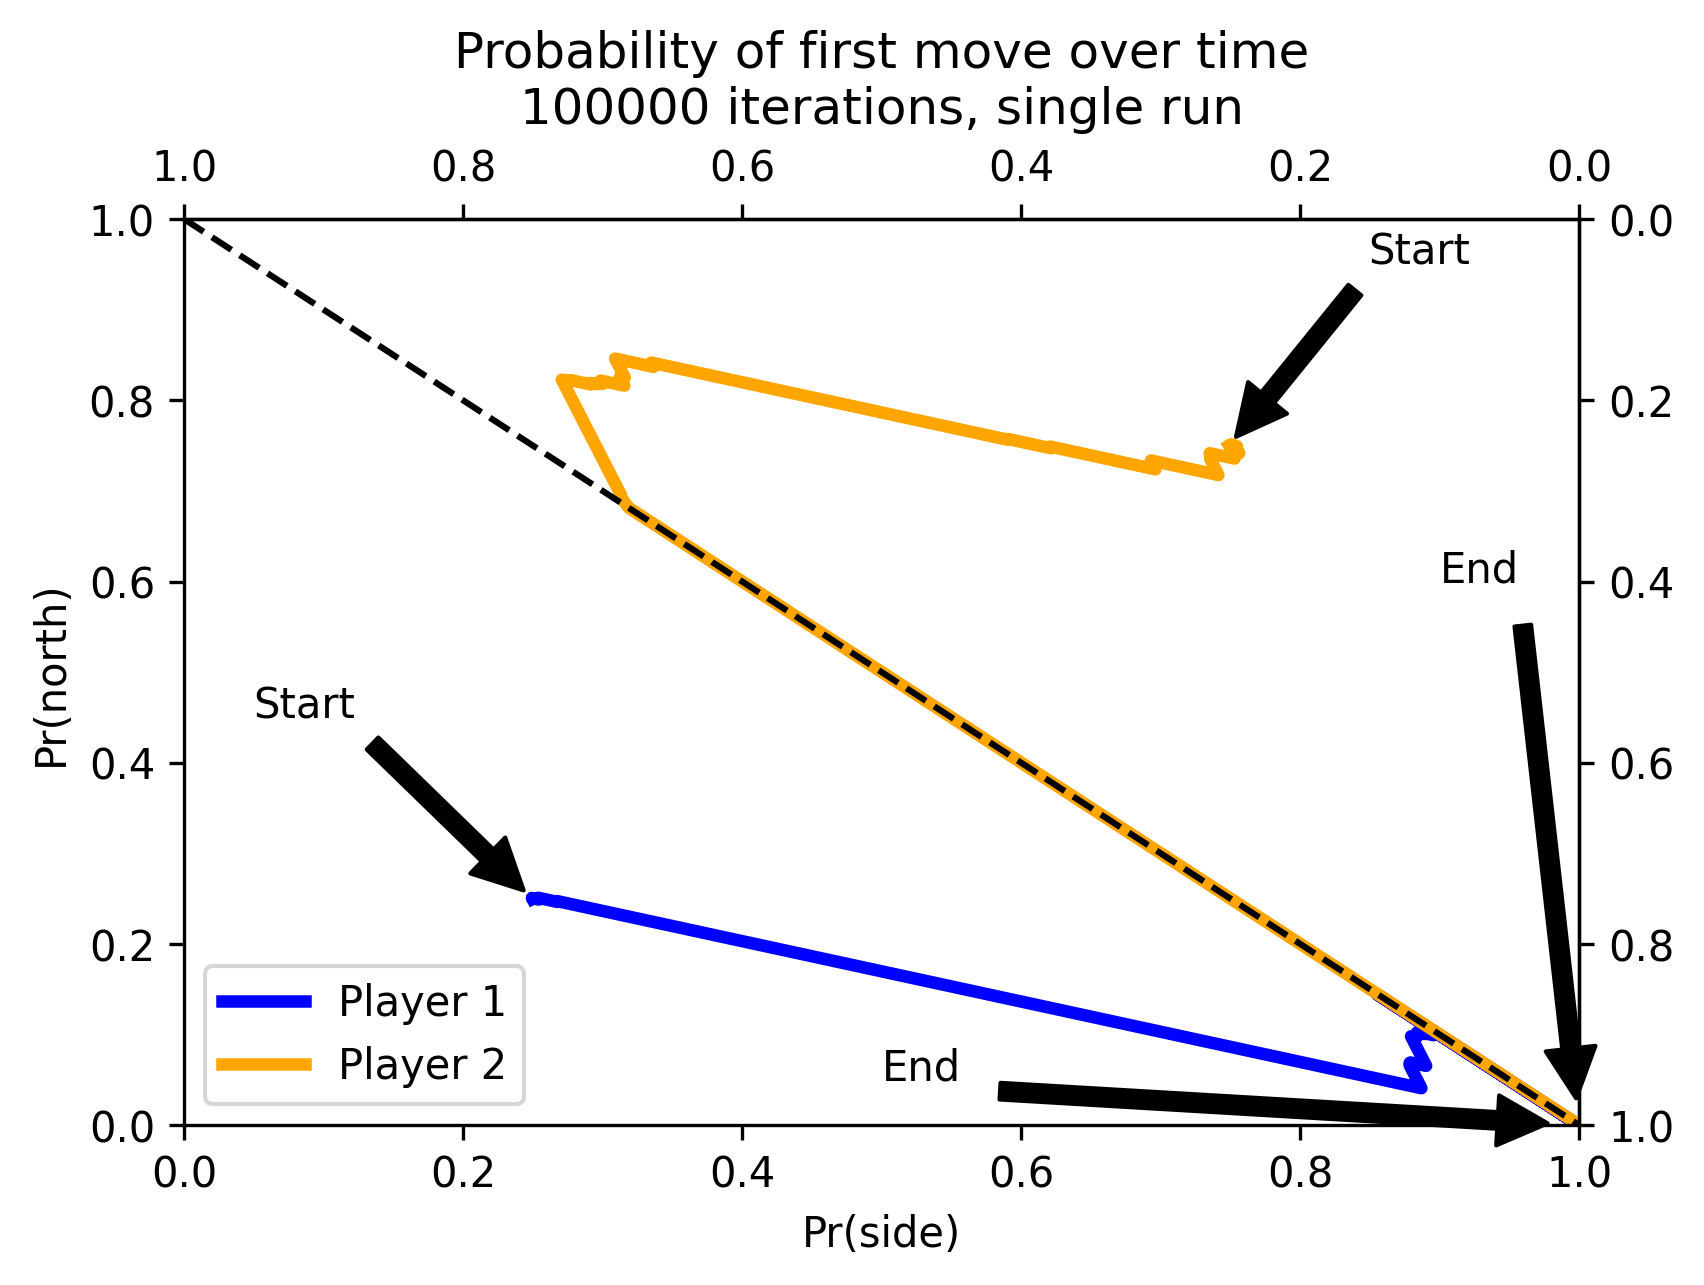 Probability of first move over time
100000 iterations, single run
1.0 0.8 0.6 0.4 0.2 0.0
1.0 0.0
Start
0.8 0.2
End
0.6 0.4
Pr(north)
Start
0.4 0.6
0.2 0.8
Player 1
Player 2
End
0.0 1.0
0.0 0.2 0.4 0.6 0.8 1.0
Pr(side)